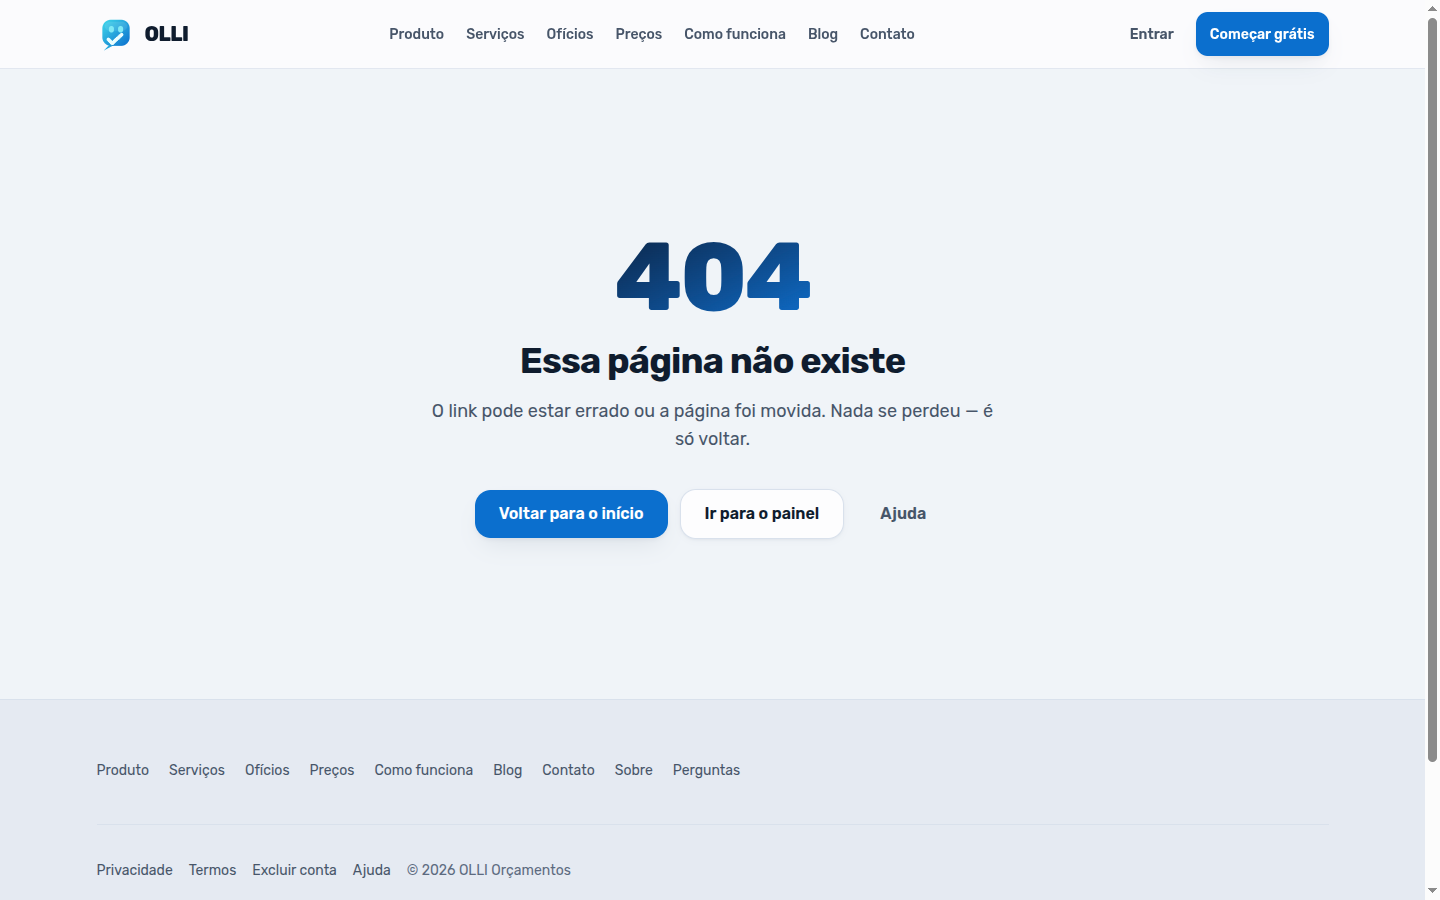 OLLI
Produto Serviços Ofícios Preços Como funciona Blog Contato
Entrar Começar grátis
404
Essa página não existe
O link pode estar errado ou a página foi movida. Nada se perdeu — é
só voltar.
Voltar para o início Ir para o painel Ajuda
Produto Serviços Ofícios Preços Como funciona Blog Contato Sobre Perguntas
Privacidade Termos Excluir conta Ajuda © 2026 OLLI Orçamentos